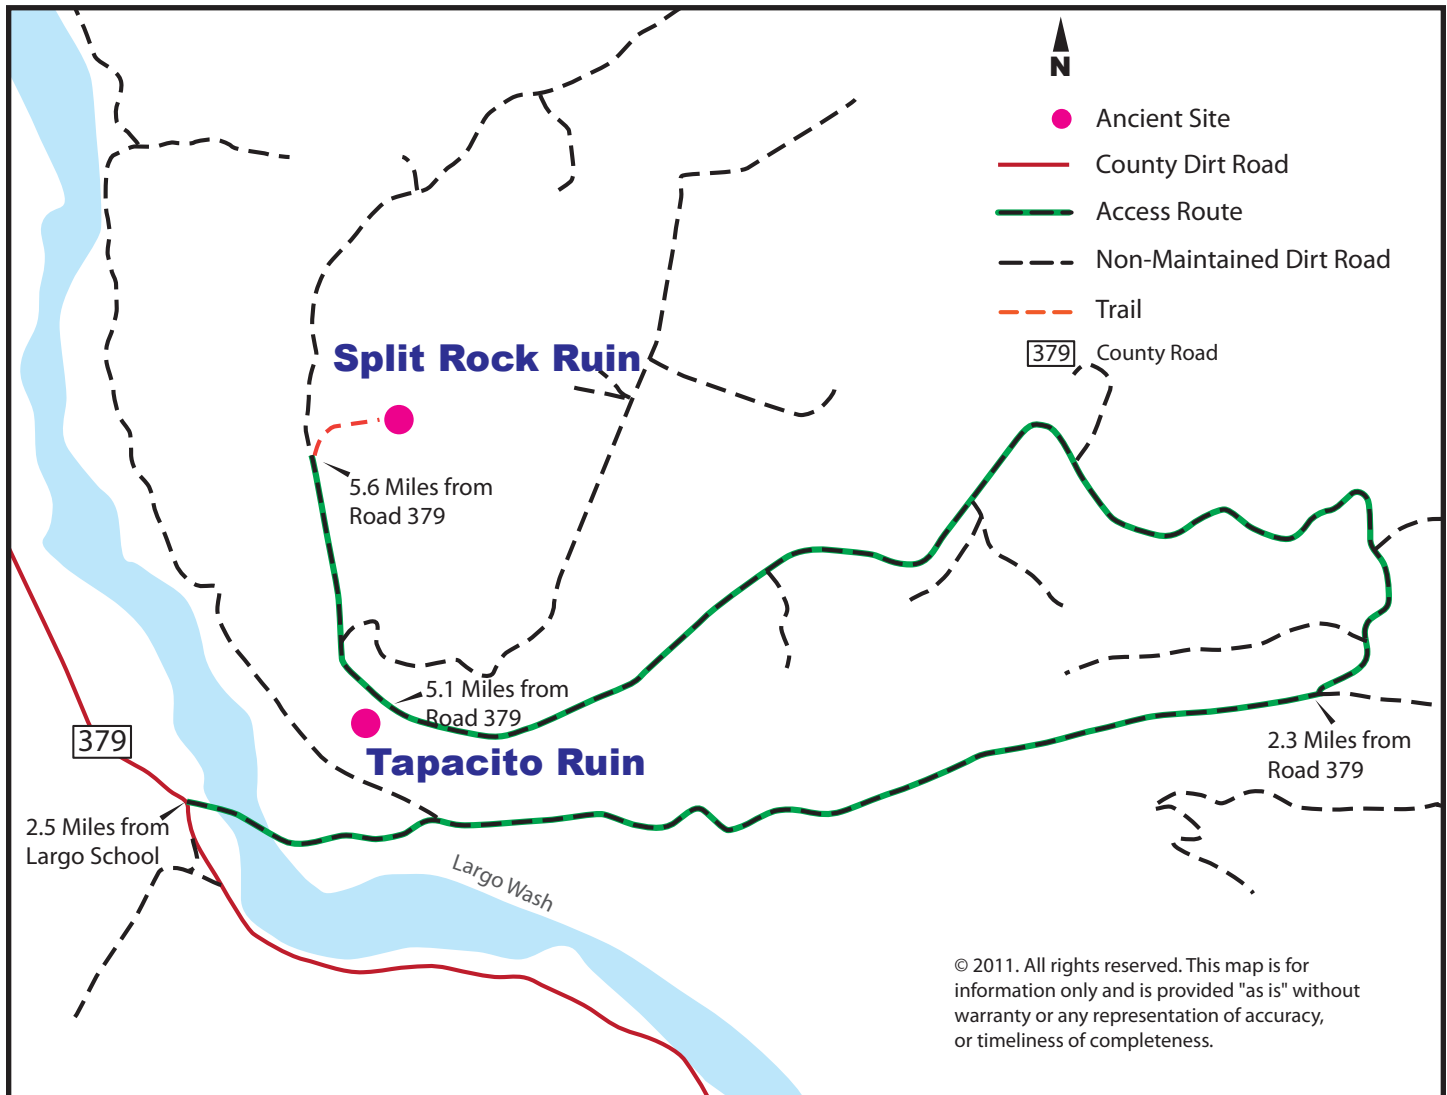 N
Ancient Site
County Dirt Road
Access Route
Non-Maintained Dirt Road
Trail
379 County Road
Split Rock Ruin
5.6 Miles from
Road 379
5.1 Miles from
Road 379
Tapacito Ruin
379
2.3 Miles from
Road 379
2.5 Miles from
Largo School
Largo Wash
© 2011. All rights reserved. This map is for
information only and is provided "as is" without
warranty or any representation of accuracy,
or timeliness of completeness.